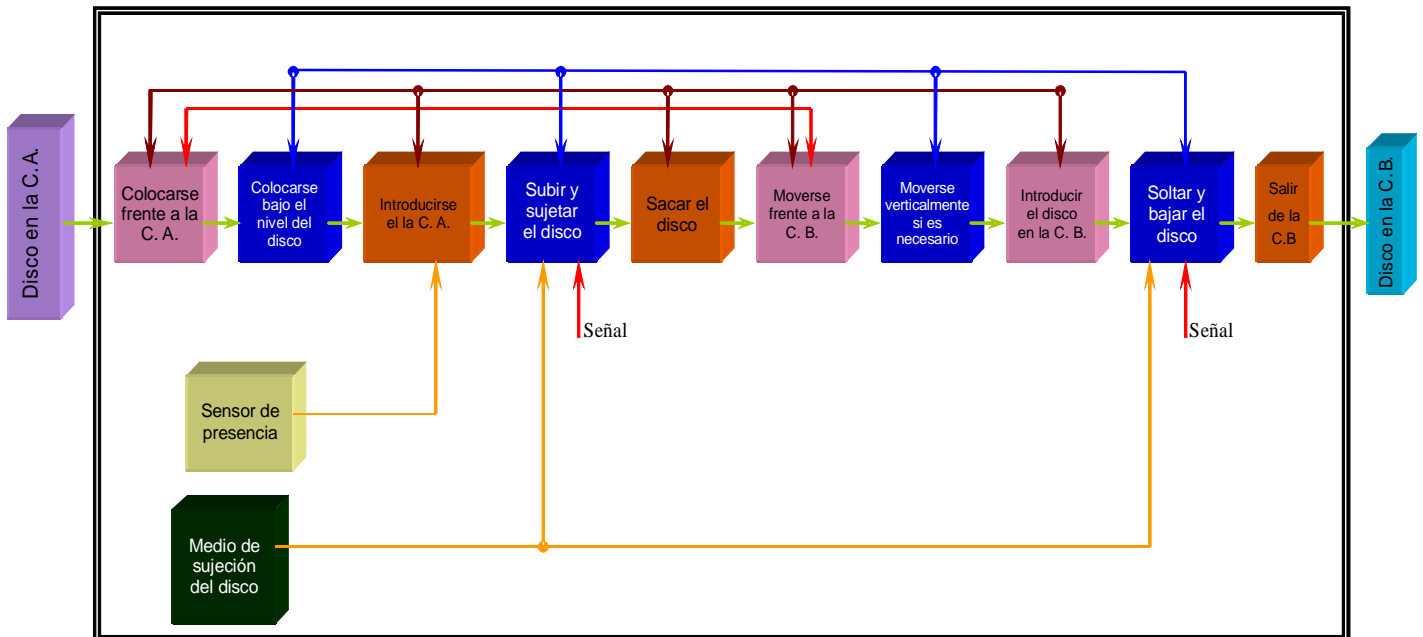 Disco en la C. A.
Colocarse
frente a la
C. A.
Colocarse
bajo el
nivel del
disco
Introducirse
el la C. A.
Subir y
sujetar
el disco
Sacar el
disco
Moverse
frente a la
C. B.
Moverse
verticalmente
si es
necesario
Introducir
el disco
en la C. B.
Soltar y
bajar el
disco
Salir
de la
C.B
Disco en la C.B.
Señal
Señal
Sensor de
presencia
Medio de
sujeción
del disco